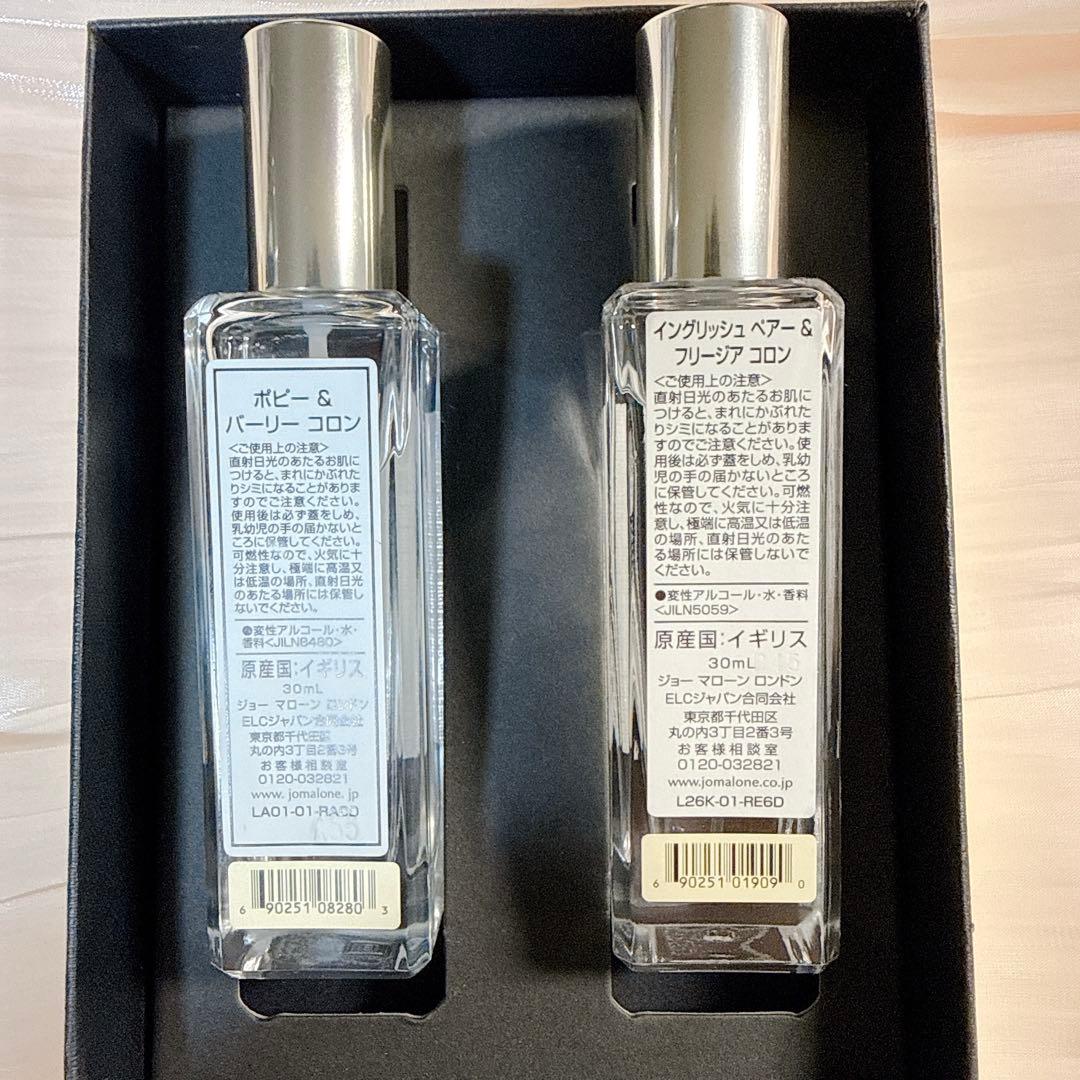 ポピー &
バーリー コロン
<ご使用上の注意>
直射日光のあたるお肌に
つけると、まれにかぶれた
りシミになることがありま
すのでご注意ください。
使用後は必ず蓋をしめ、
乳幼児の手の届かないと
ころに保管してください。
可燃性なので、火気に十
分注意し、極端に高温又
は低温の場所、直射日光
のあたる場所には保管し
ないでください。
変性アルコール・水・
香料<JILN6480>
原産国:イギリス
30mL
ジョー マローン ロンドン
ELCジャパン合同会社
東京都千代田区
丸の内3丁目2番3号
お客様相談室
0120-032821
www.jomalone.jp
6 90251 08280 3
イングリッシュ ペアー &
フリージア コロン
<ご使用上の注意>
直射日光のあたるお肌に
つけると、まれにかぶれた
りシミになることがありま
すのでご注意ください。使
用後は必ず蓋をしめ、乳幼
児の手の届かないところ
に保管してください。可燃
性なので、火気に十分注
意し、極端に高温又は低温
の場所、直射日光のあた
る場所には保管しないで
ください。
●変性アルコール・水・香料
<JILN5059>
原産国:イギリス
30mL
ジョー マローン ロンドン
ELCジャパン合同会社
東京都千代田区
丸の内3丁目2番3号
お客様相談室
0120-032821
www.jomalone.co.jp
L26K-01-RE6D
6 90251 01909 0